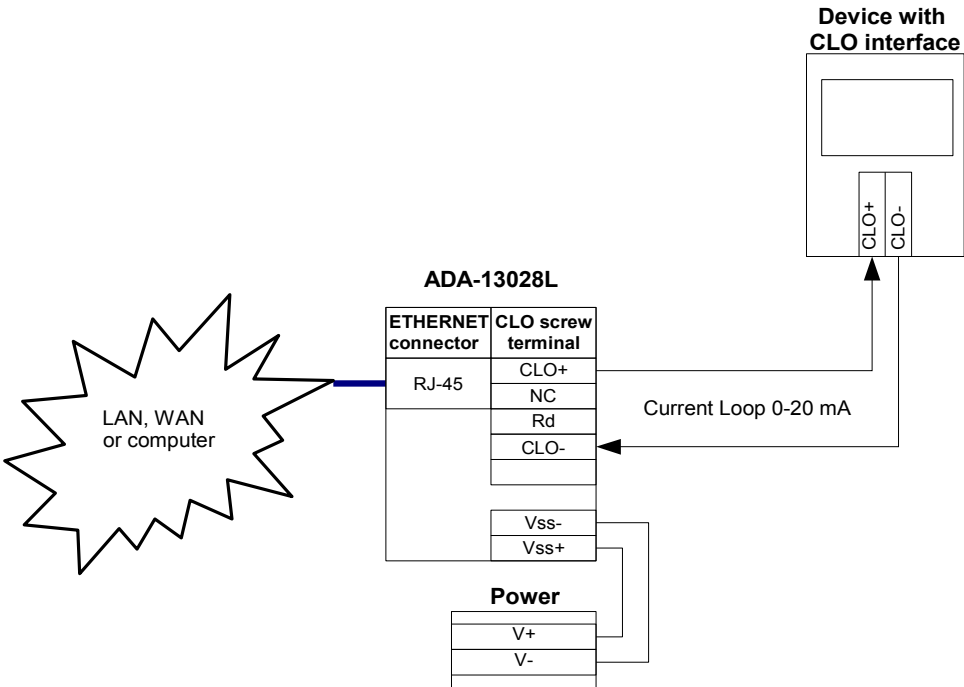 Device with
CLO interface
CLO+
CLO-
ADA-13028L
ETHERNET
connector
CLO screw
terminal
RJ-45
CLO+
NC
Rd
CLO-
Current Loop 0-20 mA
LAN, WAN
or computer
Vss-
Vss+
Power
V+
V-